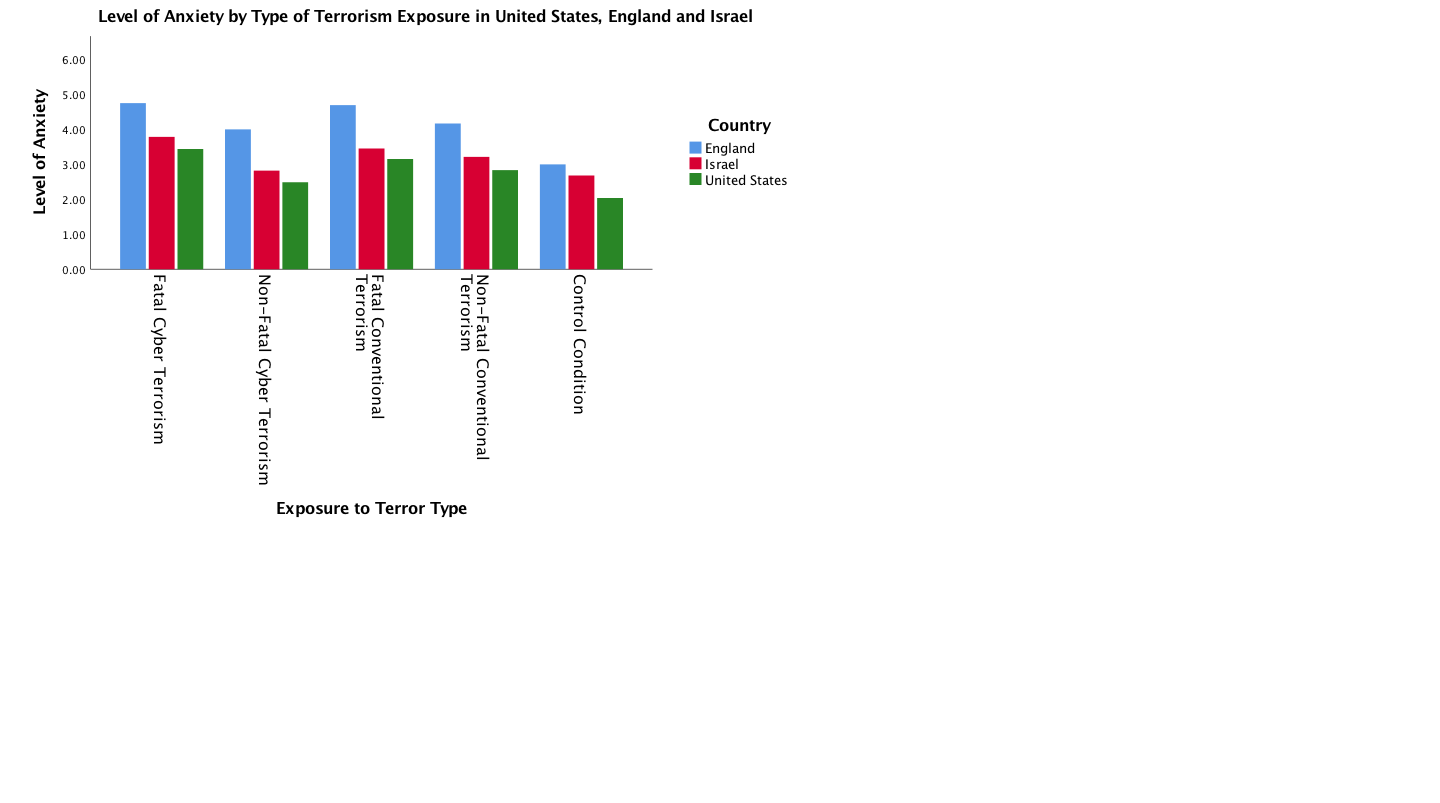 Level of Anxiety by Type of Terrorism Exposure in United States, England and Israel
Level of Anxiety
6.00
5.00
4.00
3.00
2.00
1.00
0.00
Fatal Cyber Terrorism
Non-Fatal Cyber Terrorism
Fatal Conventional
Terrorism
Non-Fatal Conventional
Terrorism
Control Condition
Exposure to Terror Type
Country
England
Israel
United States